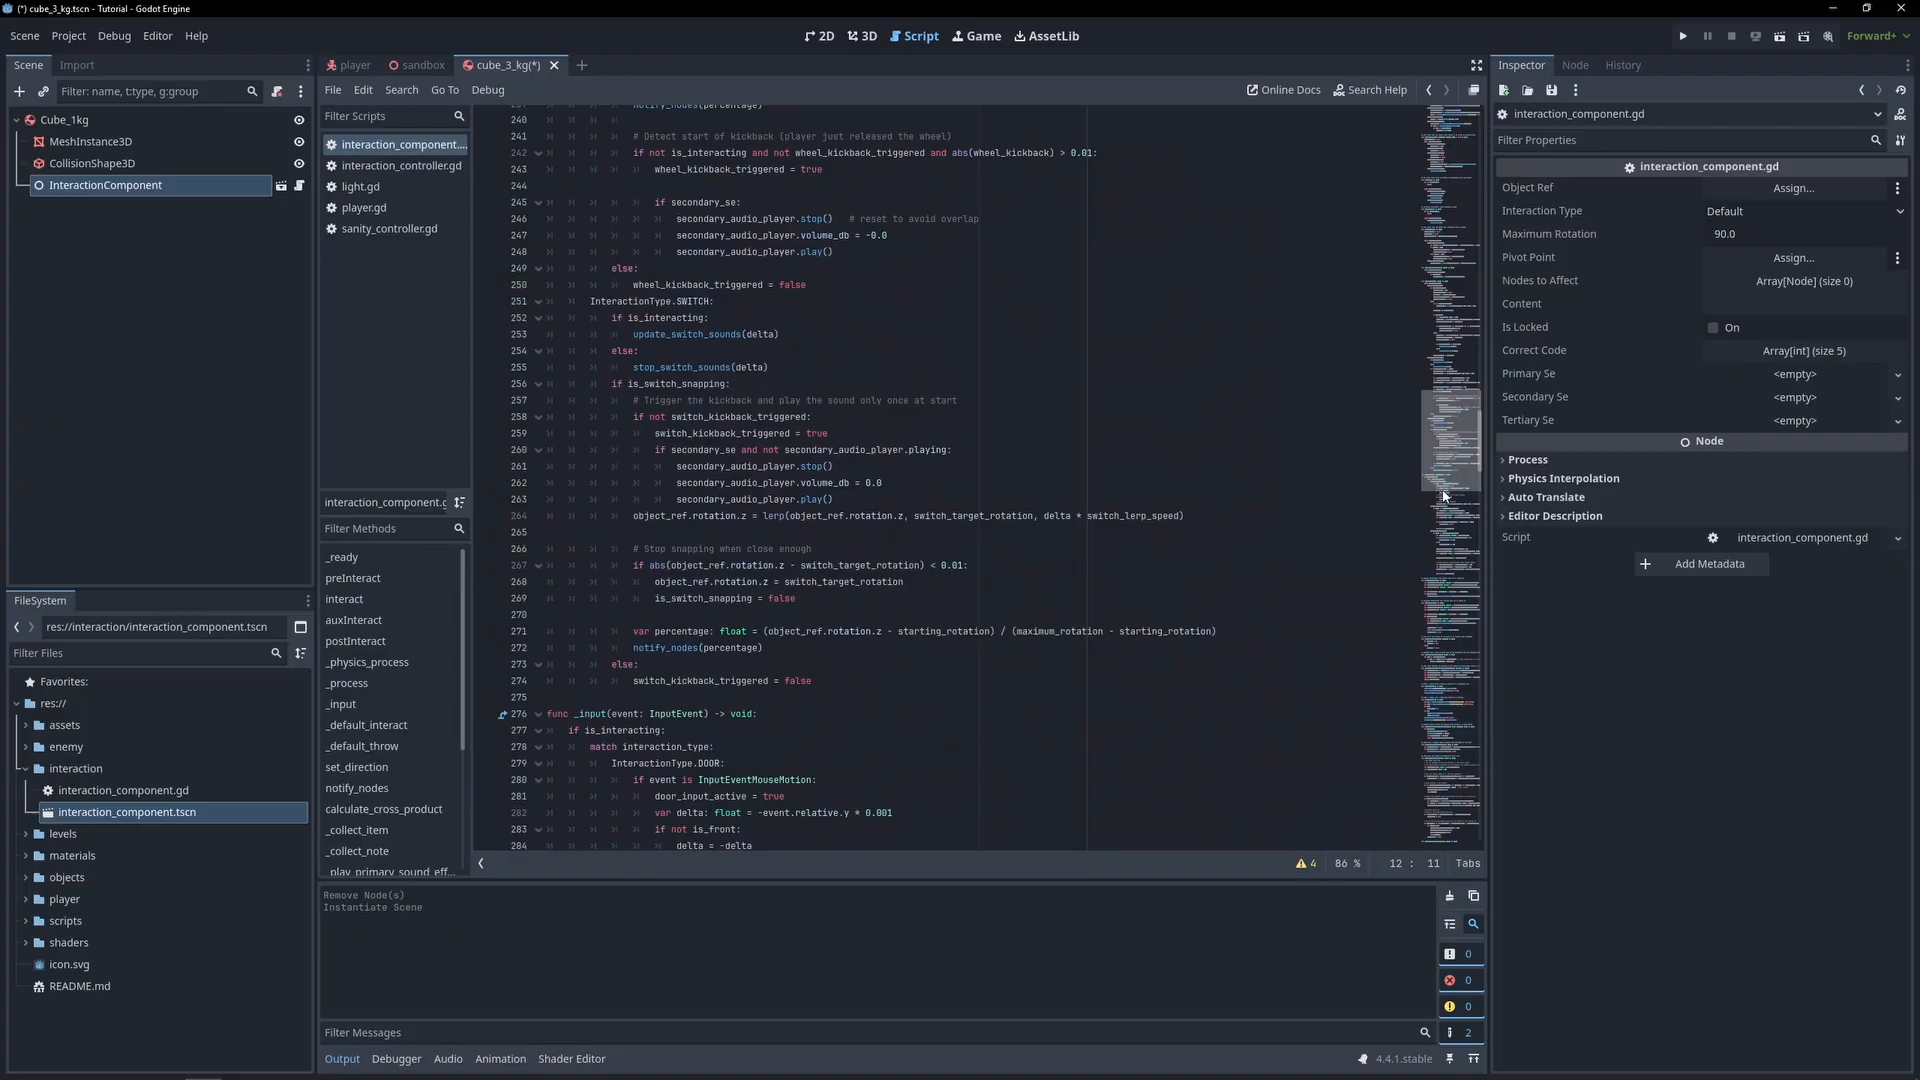 (*) cube_3_kg.tscn - Tutorial - Godot Engine
Scene Project Debug Editor Help
2D 3D Script Game AssetLib
Forward+
Scene Import
Filter: name, t:type, g:group
Cube_1kg
MeshInstance3D
CollisionShape3D
InteractionComponent
FileSystem
res://interaction/interaction_component.tscn
Filter Files
Favorites:
res://
assets
enemy
interaction
interaction_component.gd
interaction_component.tscn
levels
materials
objects
player
scripts
shaders
icon.svg
README.md
player sandbox cube_3_kg(*)
File Edit Search Go To Debug
Online Docs Search Help
Filter Scripts
interaction_component....
interaction_controller.gd
light.gd
player.gd
sanity_controller.gd
interaction_component.g
Filter Methods
_ready
preInteract
interact
auxInteract
postInteract
_physics_process
_process
_input
_default_interact
_default_throw
set_direction
notify_nodes
calculate_cross_product
_collect_item
_collect_note
_play_primary_sound_eff...
notify_nodes(percentage)
240
241 # Detect start of kickback (player just released the wheel)
242 if not is_interacting and not wheel_kickback_triggered and abs(wheel_kickback) > 0.01:
243 wheel_kickback_triggered = true
244
245 if secondary_se:
246 secondary_audio_player.stop() # reset to avoid overlap
247 secondary_audio_player.volume_db = -0.0
248 secondary_audio_player.play()
249 else:
250 wheel_kickback_triggered = false
251 InteractionType.SWITCH:
252 if is_interacting:
253 update_switch_sounds(delta)
254 else:
255 stop_switch_sounds(delta)
256 if is_switch_snapping:
257 # Trigger the kickback and play the sound only once at start
258 if not switch_kickback_triggered:
259 switch_kickback_triggered = true
260 if secondary_se and not secondary_audio_player.playing:
261 secondary_audio_player.stop()
262 secondary_audio_player.volume_db = 0.0
263 secondary_audio_player.play()
264 object_ref.rotation.z = lerp(object_ref.rotation.z, switch_target_rotation, delta * switch_lerp_speed)
265
266 # Stop snapping when close enough
267 if abs(object_ref.rotation.z - switch_target_rotation) < 0.01:
268 object_ref.rotation.z = switch_target_rotation
269 is_switch_snapping = false
270
271 var percentage: float = (object_ref.rotation.z - starting_rotation) / (maximum_rotation - starting_rotation)
272 notify_nodes(percentage)
273 else:
274 switch_kickback_triggered = false
275
276 func _input(event: InputEvent) -> void:
277 if is_interacting:
278 match interaction_type:
279 InteractionType.DOOR:
280 if event is InputEventMouseMotion:
281 door_input_active = true
282 var delta: float = -event.relative.y * 0.001
283 if not is_front:
284 delta = -delta
4 86 % 12 : 11 Tabs
Remove Node(s)
Instantiate Scene
0
0
0
2
Filter Messages
Output Debugger Audio Animation Shader Editor
4.4.1.stable
Inspector Node History
interaction_component.gd
Filter Properties
interaction_component.gd
Object Ref Assign...
Interaction Type Default
Maximum Rotation 90.0
Pivot Point Assign...
Nodes to Affect Array[Node] (size 0)
Content
Is Locked On
Correct Code Array[int] (size 5)
Primary Se <empty>
Secondary Se <empty>
Tertiary Se <empty>
Node
Process
Physics Interpolation
Auto Translate
Editor Description
Script interaction_component.gd
Add Metadata